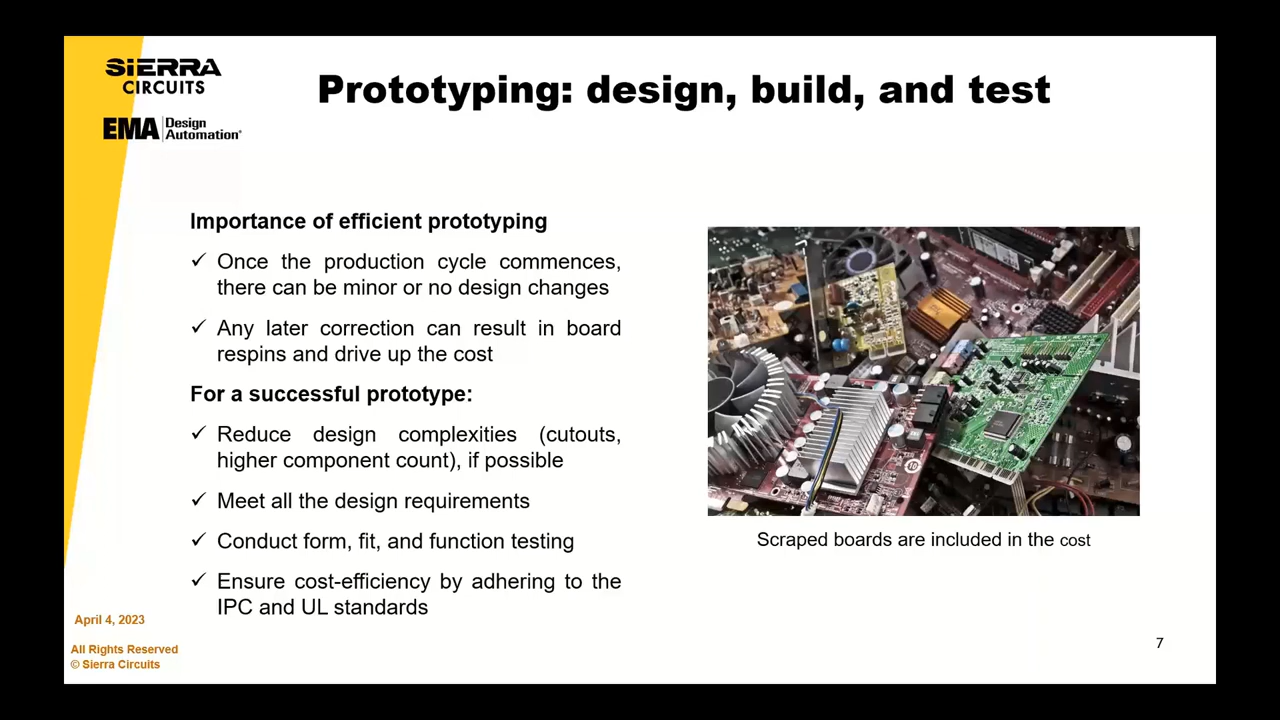 SIERRA
CIRCUITS
EMA Design
Automation®
Prototyping: design, build, and test
Importance of efficient prototyping
✓ Once the production cycle commences,
there can be minor or no design changes
✓ Any later correction can result in board
respins and drive up the cost
For a successful prototype:
✓ Reduce design complexities (cutouts,
higher component count), if possible
✓ Meet all the design requirements
✓ Conduct form, fit, and function testing
✓ Ensure cost-efficiency by adhering to the
IPC and UL standards
Scraped boards are included in the cost
April 4, 2023
All Rights Reserved
© Sierra Circuits
7